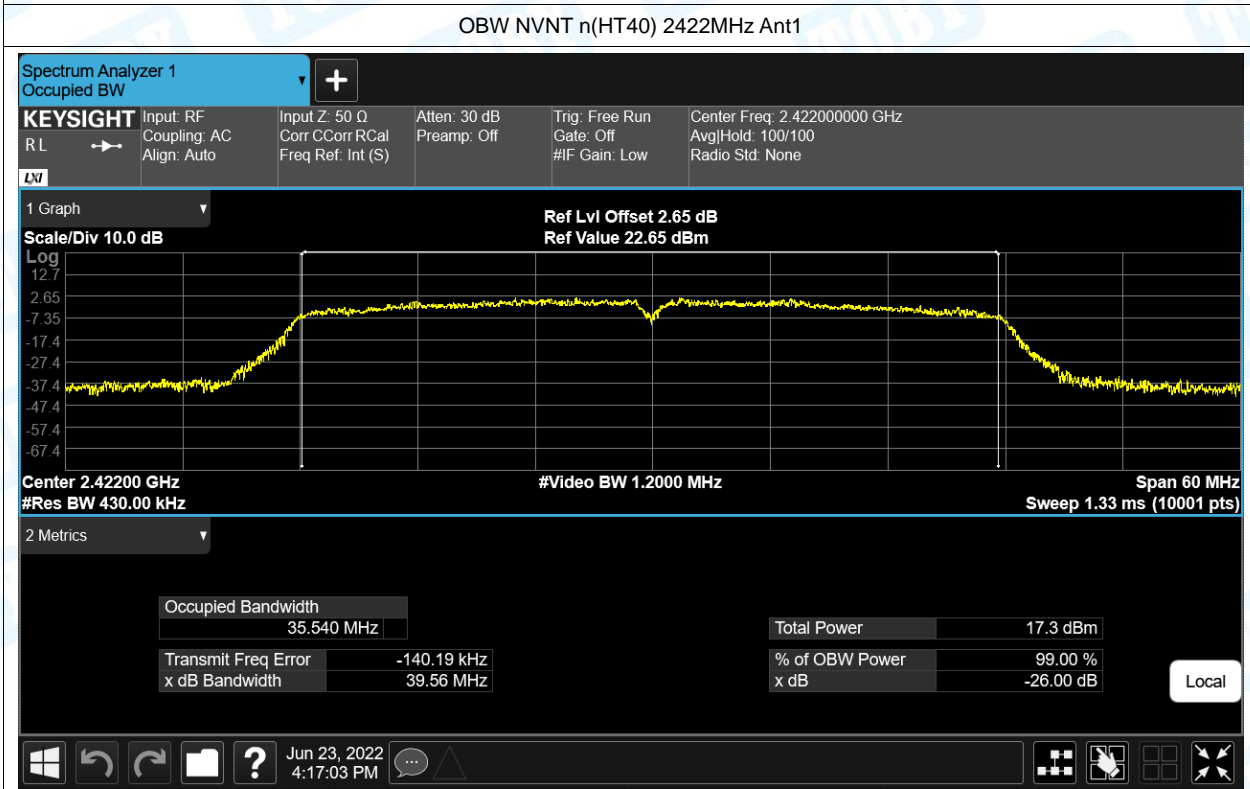 OBW NVNT n(HT40) 2422MHz Ant1
Spectrum Analyzer 1
Occupied BW
+
KEYSIGHT
RL
LXI
Input: RF
Coupling: AC
Align: Auto
Input Z: 50 Ω
Corr CCorr RCal
Freq Ref: Int (S)
Atten: 30 dB
Preamp: Off
Trig: Free Run
Gate: Off
#IF Gain: Low
Center Freq: 2.422000000 GHz
Avg|Hold: 100/100
Radio Std: None
1 Graph
Scale/Div 10.0 dB
Ref Lvl Offset 2.65 dB
Ref Value 22.65 dBm
Log
12.7
2.65
-7.35
-17.4
-27.4
-37.4
-47.4
-57.4
-67.4
Center 2.42200 GHz
#Video BW 1.2000 MHz
Span 60 MHz
#Res BW 430.00 kHz
Sweep 1.33 ms (10001 pts)
2 Metrics
Occupied Bandwidth
35.540 MHz
Total Power 17.3 dBm
Transmit Freq Error -140.19 kHz
% of OBW Power 99.00 %
x dB Bandwidth 39.56 MHz
x dB -26.00 dB
Local
?
Jun 23, 2022
4:17:03 PM